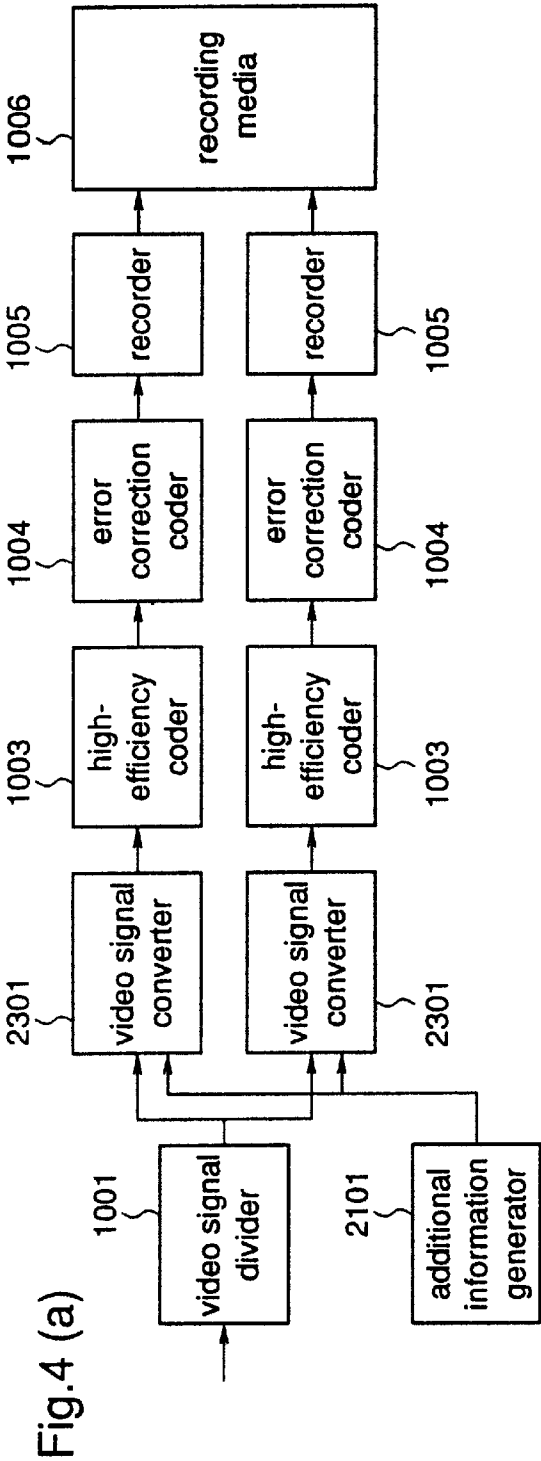 Fig.4 (a)
1001
video signal
divider
2101
additional
information
generator
2301
video signal
converter
1003
high-
efficiency
coder
1004
error
correction
coder
1005
recorder
1006
recording
media
video signal
converter
2301
high-
efficiency
coder
1003
error
correction
coder
1004
recorder
1005